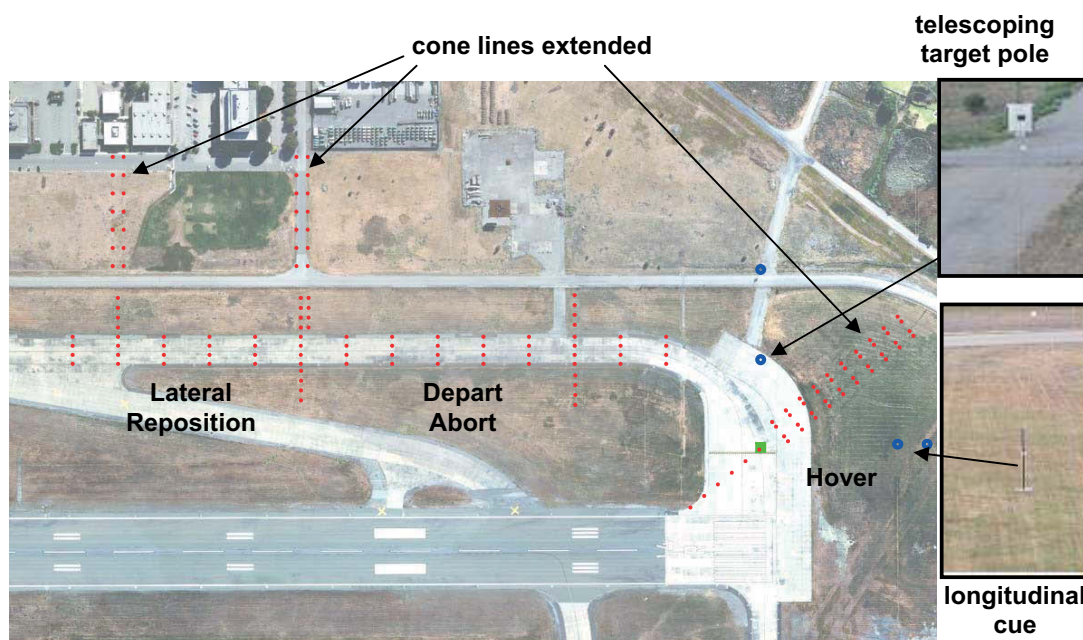 cone lines extended
telescoping
target pole
Lateral
Reposition
Depart
Abort
Hover
longitudinal
cue